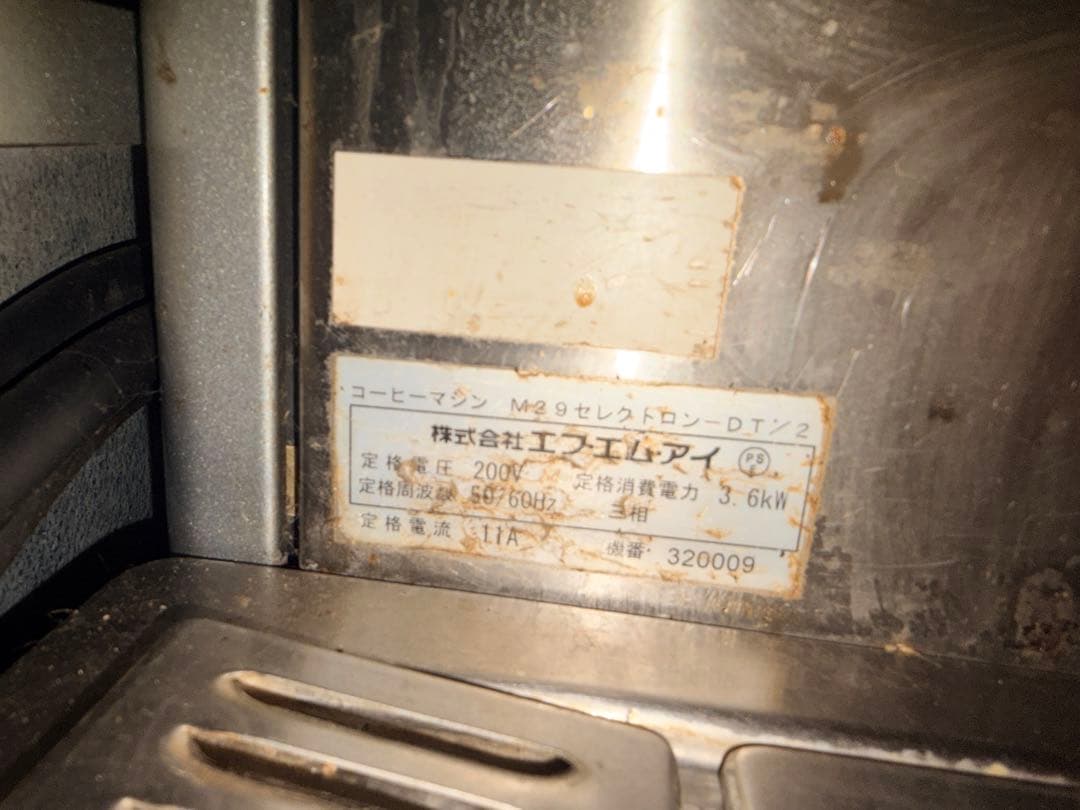 コーヒーマシン M39セレクトロン-DT/2
株式会社エフ・エム・アイ PS E
定格電圧 200V 定格消費電力 3.6kW
定格周波数 50/60Hz 三相
定格電流 11A 機番 320009